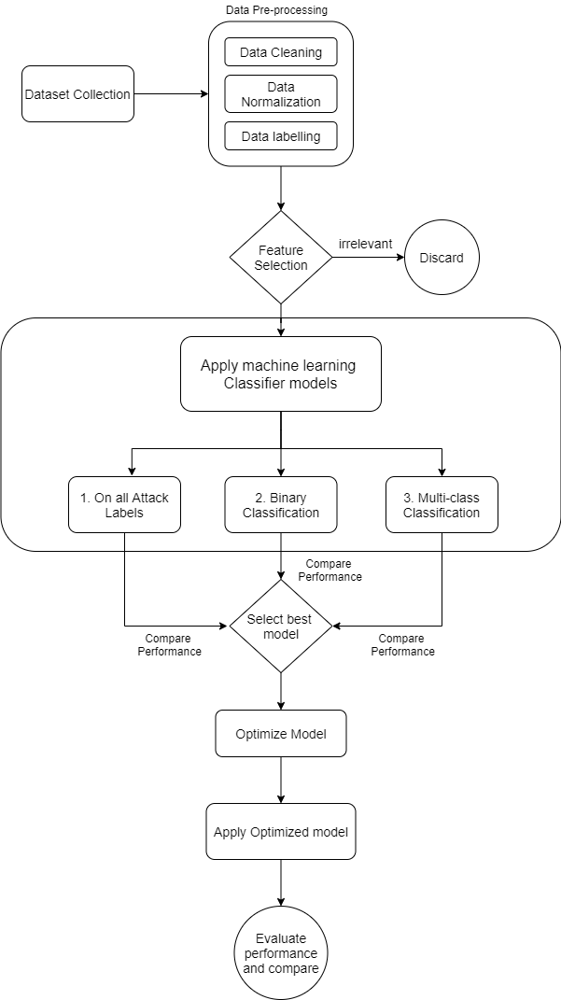 Data Pre-processing
Data Cleaning
Dataset Collection
Data
Normalization
Data labelling
Feature
Selection
irrelevant
Discard
Apply machine learning
Classifier models
1. On all Attack
Labels
2. Binary
Classification
3. Multi-class
Classification
Compare
Performance
Select best
model
Compare
Performance
Compare
Performance
Optimize Model
Apply Optimized model
Evaluate
performance
and compare